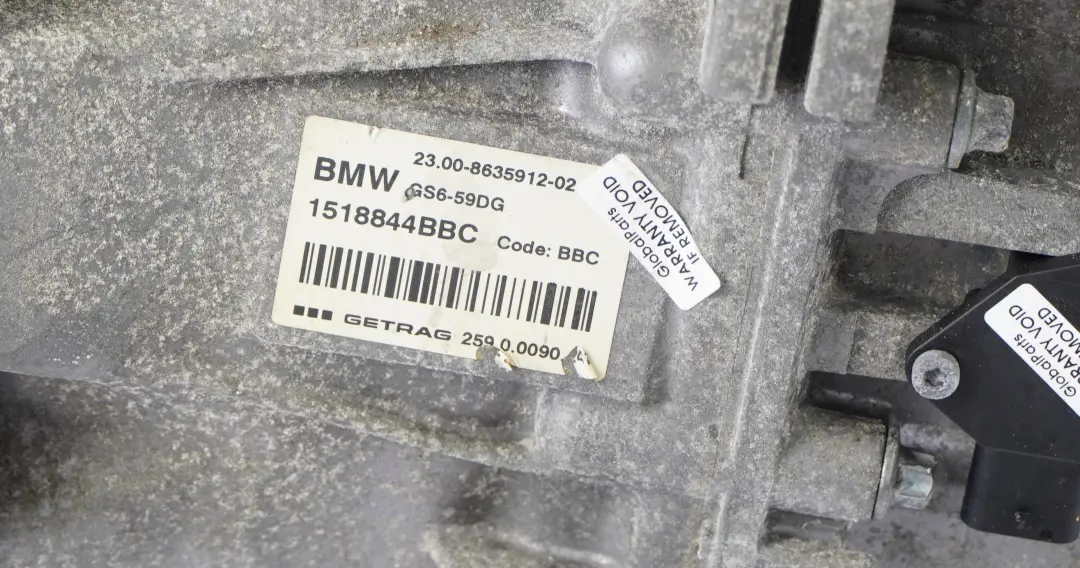 23.00-8635912-02
BMW GS6-59DG
1518844BBC Code: BBC
GETRAG 259.0.0090
GlobalParts
WARRANTY VOID
IF REMOVED
GlobalParts
WARRANTY VOID
REMOVED